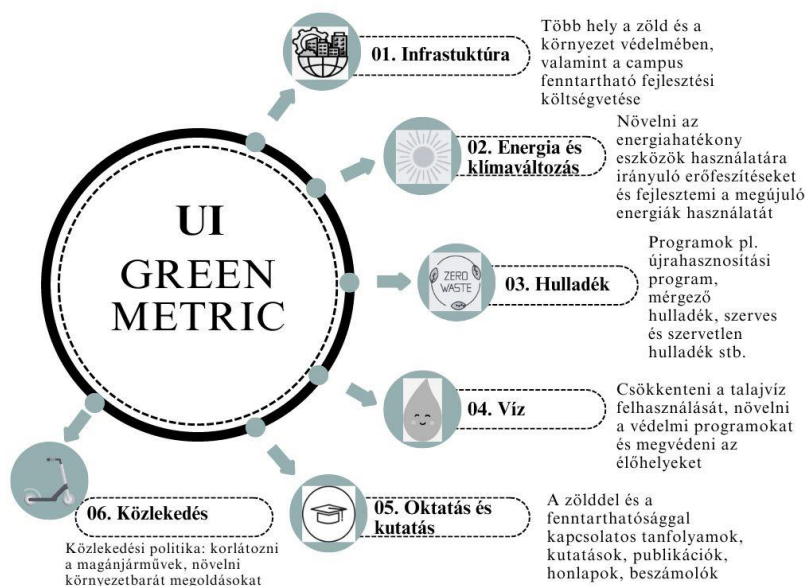 UI
GREEN
METRIC
01. Infrastuktúra
Több hely a zöld és a
környezet védelmében,
valamint a campus
fenntartható fejlesztési
költségvetése
02. Energia és
klímaváltozás
Növelni az
energiahatékony
eszközök használatára
irányuló erőfeszítéseket
és fejlesztemi a megújuló
energiák használatát
ZERO
WASTE
03. Hulladék
Programok pl.
újrahasznosítási
program,
mérgező
hulladék, szerves
és szervetlen
hulladék stb.
04. Víz
Csökkenteni a talajvíz
felhasználását, növelni
a védelmi programokat
és megvédeni az
élőhelyeket
05. Oktatás és
kutatás
A zölddel és a
fenntarthatósággal
kapcsolatos tanfolyamok,
kutatások, publikációk,
honlapok, beszámolók
06. Közlekedés
Közlekedési politika: korlátozni
a magánjárművek, növelni
környezetbarát megoldásokat